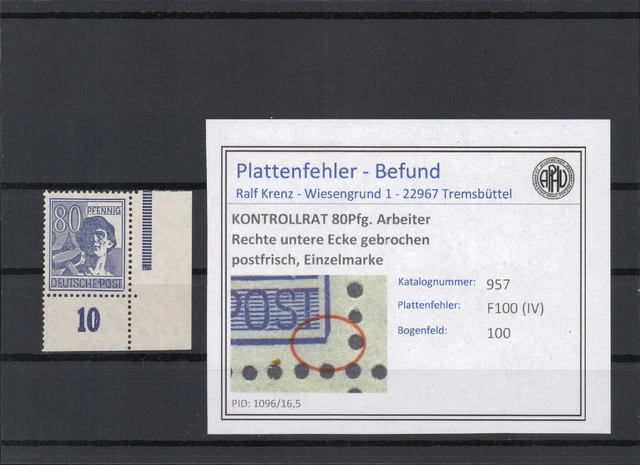 80 PFENNIG
DEUTSCHE POST
10
Plattenfehler - Befund
Ralf Krenz - Wiesengrund 1 - 22967 Tremsbüttel
KONTROLLRAT 80Pfg. Arbeiter
Rechte untere Ecke gebrochen
postfrisch, Einzelmarke
Katalognummer: 957
Plattenfehler: F100 (IV)
Bogenfeld: 100
POST
PID: 1096/16,5